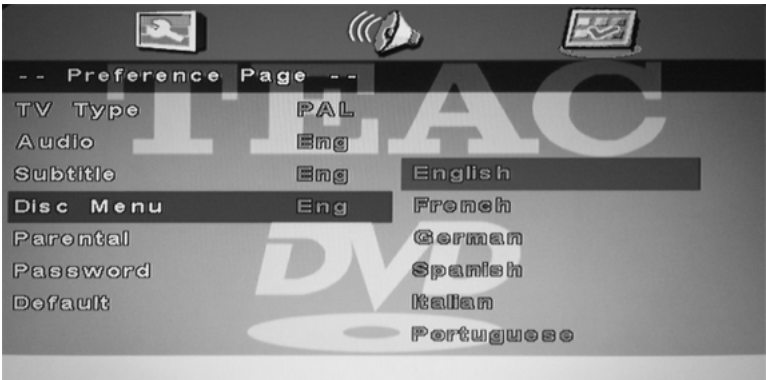 -- Preference Page --
TEAC
TV Type PAL
Audio Eng
Subtitle Eng English
Disc Menu Eng French
Parental German
Password Spanish
Default Italian
Portuguese
DVD